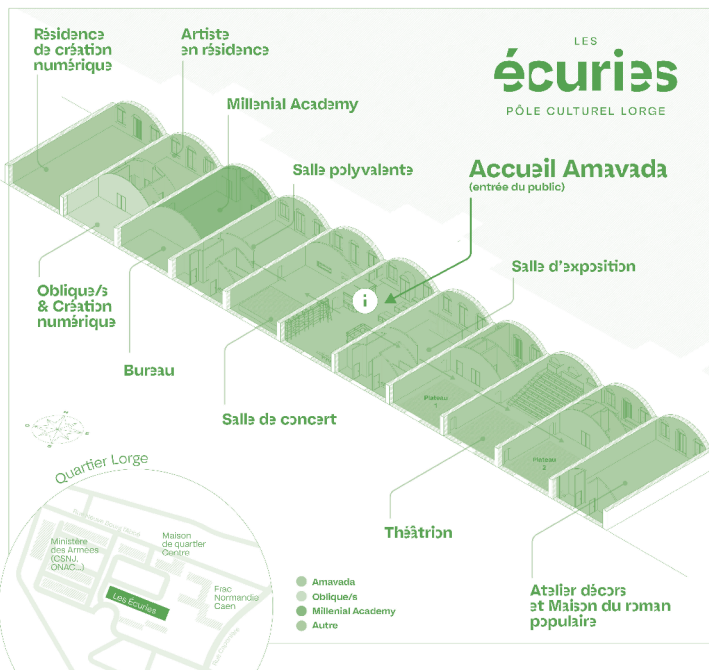 Résidence
de création
numérique
Artiste
en résidence
LES
écuries
PÔLE CULTUREL LORGE
Millenial Academy
Salle polyvalente
Accueil Amavada
(entrée du public)
Salle d'exposition
Oblique/s
& Création
numérique
i
Bureau
Plateau
1
Salle de concert
Plateau
2
Quartier Lorge
Théâtrion
Ministère
des Armées
(CSNJ,
ONAC...)
Maison
de quartier
Centre
Les Écuries
Frac
Normandie
Caen
Amavada
Oblique/s
Millenial Academy
Autre
Atelier décors
et Maison du roman
populaire